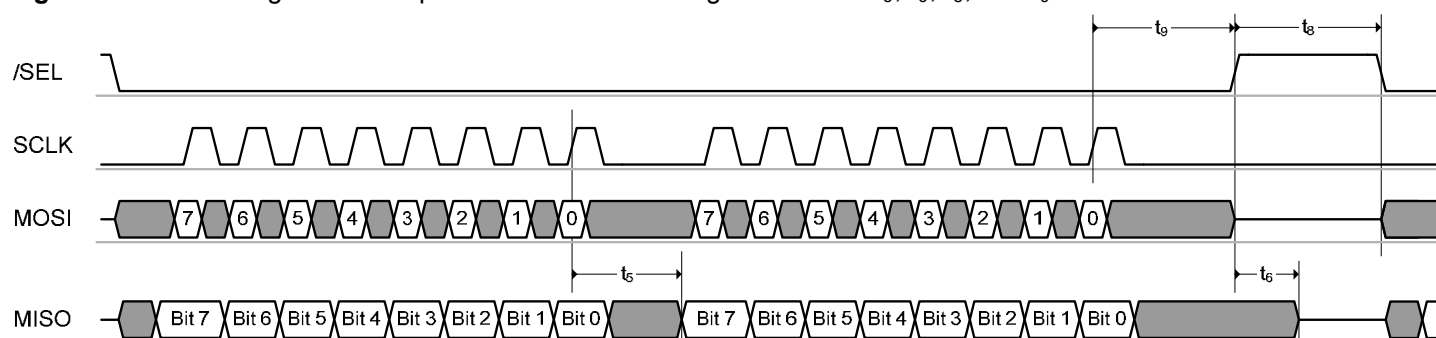 t₉ t₈
/SEL
SCLK
MOSI 7 6 5 4 3 2 1 0 7 6 5 4 3 2 1 0
t₅ t₆
MISO Bit 7 Bit 6 Bit 5 Bit 4 Bit 3 Bit 2 Bit 1 Bit 0 Bit 7 Bit 6 Bit 5 Bit 4 Bit 3 Bit 2 Bit 1 Bit 0